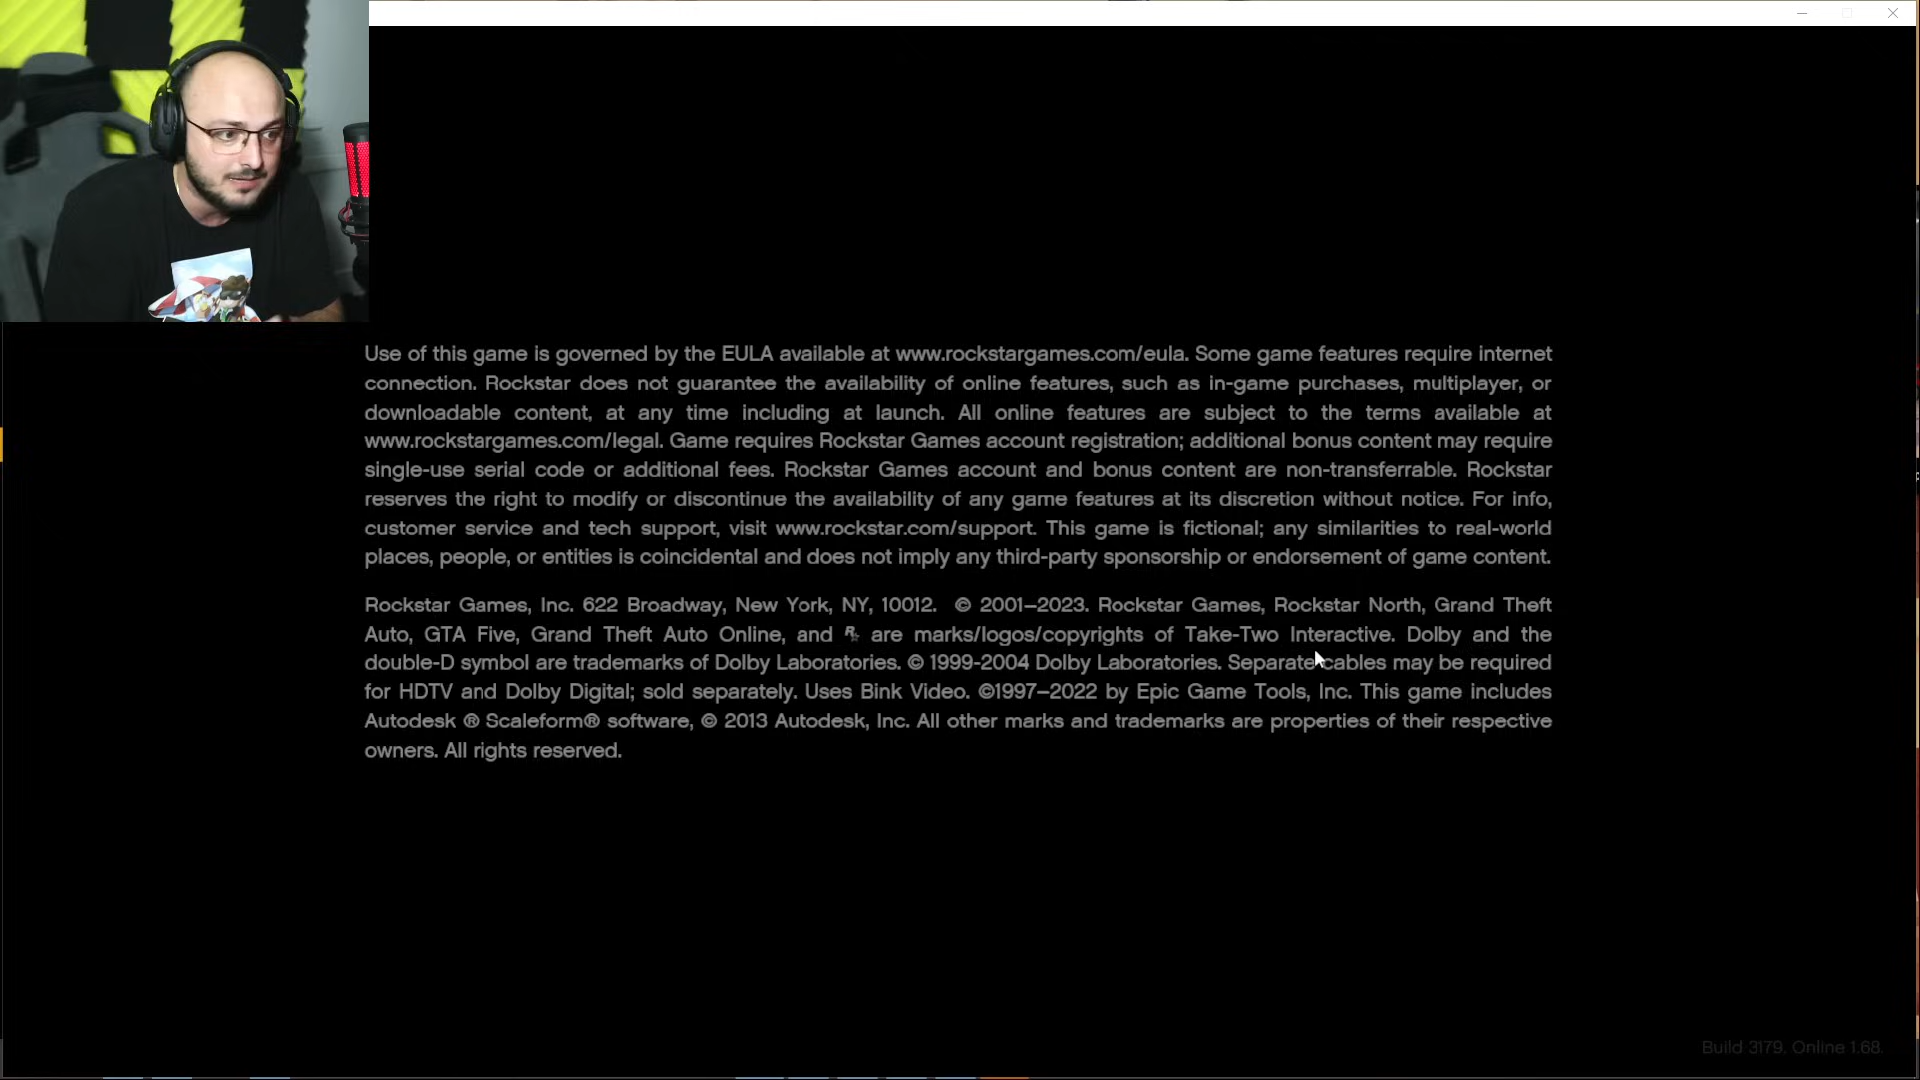 Use of this game is governed by the EULA available at www.rockstargames.com/eula. Some game features require internet
connection. Rockstar does not guarantee the availability of online features, such as in-game purchases, multiplayer, or
downloadable content, at any time including at launch. All online features are subject to the terms available at
www.rockstargames.com/legal. Game requires Rockstar Games account registration; additional bonus content may require
single-use serial code or additional fees. Rockstar Games account and bonus content are non-transferrable. Rockstar
reserves the right to modify or discontinue the availability of any game features at its discretion without notice. For info,
customer service and tech support, visit www.rockstar.com/support. This game is fictional; any similarities to real-world
places, people, or entities is coincidental and does not imply any third-party sponsorship or endorsement of game content.
Rockstar Games, Inc. 622 Broadway, New York, NY, 10012. © 2001–2023. Rockstar Games, Rockstar North, Grand Theft
Auto, GTA Five, Grand Theft Auto Online, and R★ are marks/logos/copyrights of Take-Two Interactive. Dolby and the
double-D symbol are trademarks of Dolby Laboratories. © 1999-2004 Dolby Laboratories. Separate cables may be required
for HDTV and Dolby Digital; sold separately. Uses Bink Video. ©1997–2022 by Epic Game Tools, Inc. This game includes
Autodesk ® Scaleform® software, © 2013 Autodesk, Inc. All other marks and trademarks are properties of their respective
owners. All rights reserved.
Build 3179. Online 1.68.